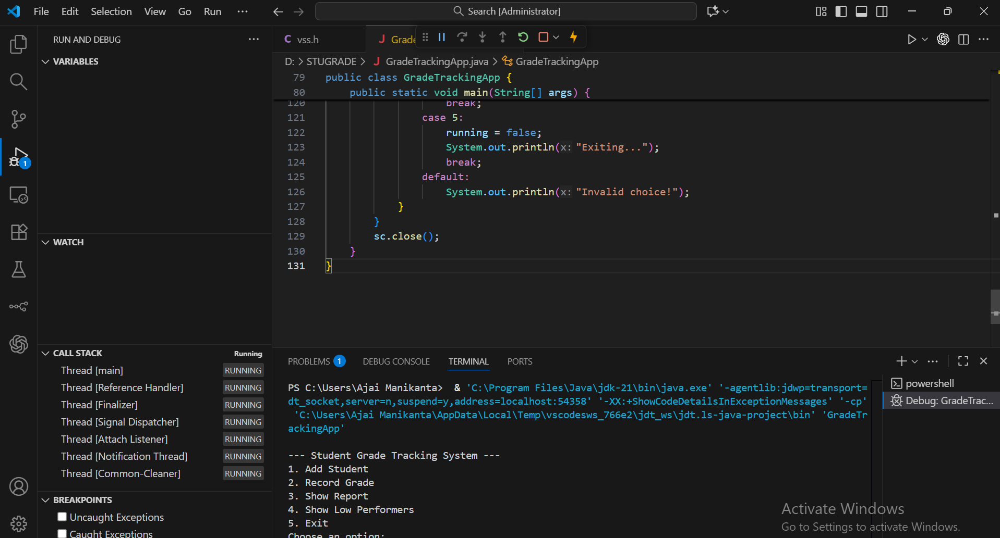 File Edit Selection View Go Run
Search [Administrator]
RUN AND DEBUG
VARIABLES
WATCH
CALL STACK Running
Thread [main] RUNNING
Thread [Reference Handler] RUNNING
Thread [Finalizer] RUNNING
Thread [Signal Dispatcher] RUNNING
Thread [Attach Listener] RUNNING
Thread [Notification Thread] RUNNING
Thread [Common-Cleaner] RUNNING
BREAKPOINTS
Uncaught Exceptions
Caught Exceptions
1
C vss.h
J Grade
D: > STUGRADE > J GradeTrackingApp.java > GradeTrackingApp
79 public class GradeTrackingApp {
80 public static void main(String[] args) {
120 break;
121 case 5:
122 running = false;
123 System.out.println(x: "Exiting...");
124 break;
125 default:
126 System.out.println(x: "Invalid choice!");
127 }
128 }
129 sc.close();
130 }
131 }
PROBLEMS 1 DEBUG CONSOLE TERMINAL PORTS
PS C:\Users\Ajai Manikanta> & 'C:\Program Files\Java\jdk-21\bin\java.exe' '-agentlib:jdwp=transport=
dt_socket,server=n,suspend=y,address=localhost:54358' '-XX:+ShowCodeDetailsInExceptionMessages' '-cp'
'C:\Users\Ajai Manikanta\AppData\Local\Temp\vscodesws_766e2\jdt_ws\jdt.ls-java-project\bin' 'GradeTr
ackingApp'
--- Student Grade Tracking System ---
1. Add Student
2. Record Grade
3. Show Report
4. Show Low Performers
5. Exit
Choose an option:
powershell
Debug: GradeTrac...
Activate Windows
Go to Settings to activate Windows.